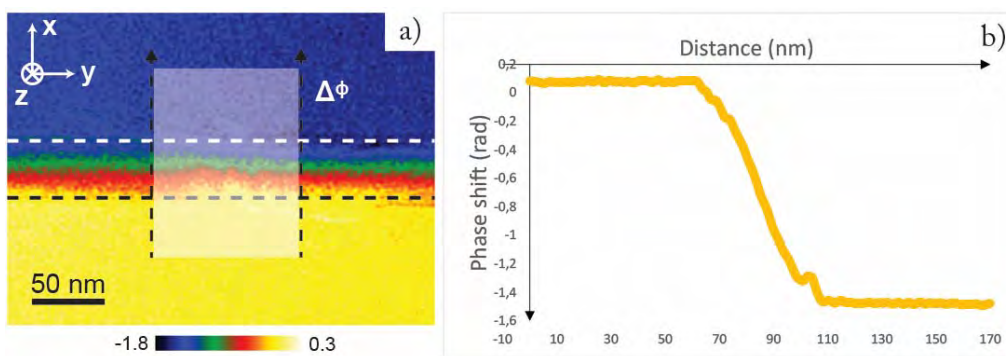 a)
x
y
z
Δϕ
50 nm
-1.8 0.3
b)
Distance (nm)
Phase shift (rad)
0,2
0
-0,2
-0,4
-0,6
-0,8
-1
-1,2
-1,4
-1,6
-10 10 30 50 70 90 110 130 150 170